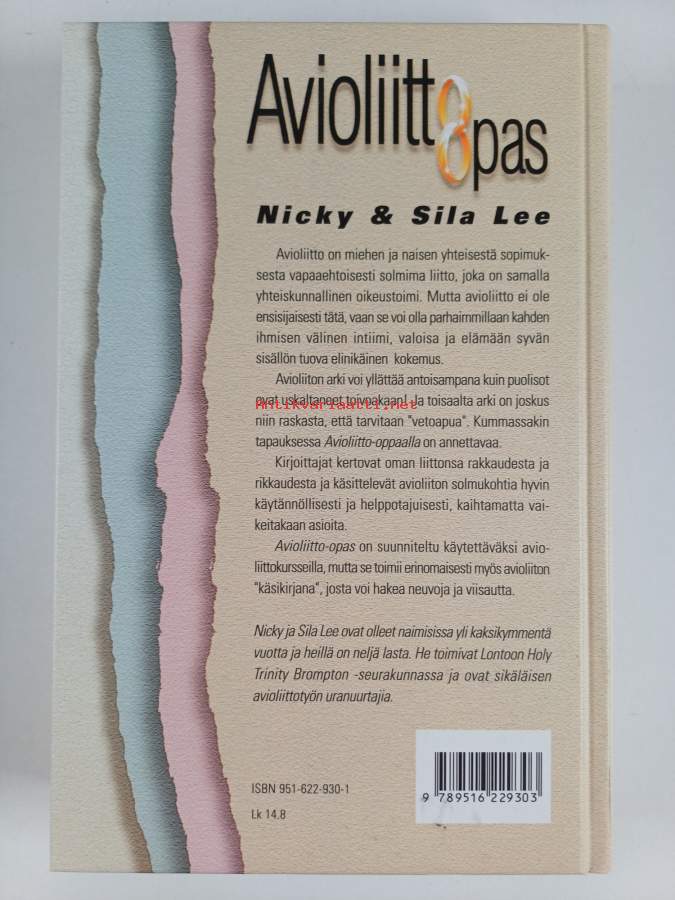 Avioliitto
opas
Nicky & Sila Lee
Avioliitto on miehen ja naisen yhteisestä sopimuk-
sesta vapaaehtoisesti solmima liitto, joka on samalla
yhteiskunnallinen oikeustoimi. Mutta avioliitto ei ole
ensisijaisesti tätä, vaan se voi olla parhaimmillaan kahden
ihmisen välinen intiimi, valoisa ja elämään syvän
sisällön tuova elinikäinen kokemus.
Avioliiton arki voi yllättää antoisampana kuin puolisot
ovat uskaltaneet toivoakaan! Ja toisaalta arki on joskus
Antikvariaatti.net
niin raskasta, että tarvitaan "vetoapua". Kummassakin
tapauksessa Avioliitto-oppaalla on annettavaa.
Kirjoittajat kertovat oman liittonsa rakkaudesta ja
rikkaudesta ja käsittelevät avioliiton solmukohtia hyvin
käytännöllisesti ja helppotajuisesti, kaihtamatta vai-
keitakaan asioita.
Avioliitto-opas on suunniteltu käytettäväksi avio-
liittokursseilla, mutta se toimii erinomaisesti myös avioliiton
"käsikirjana", josta voi hakea neuvoja ja viisautta.
Nicky ja Sila Lee ovat olleet naimisissa yli kaksikymmentä
vuotta ja heillä on neljä lasta. He toimivat Lontoon Holy
Trinity Brompton -seurakunnassa ja ovat sikäläisen
avioliittotyön uranuurtajia.
ISBN 951-622-930-1
Lk 14.8
9 789516 229303